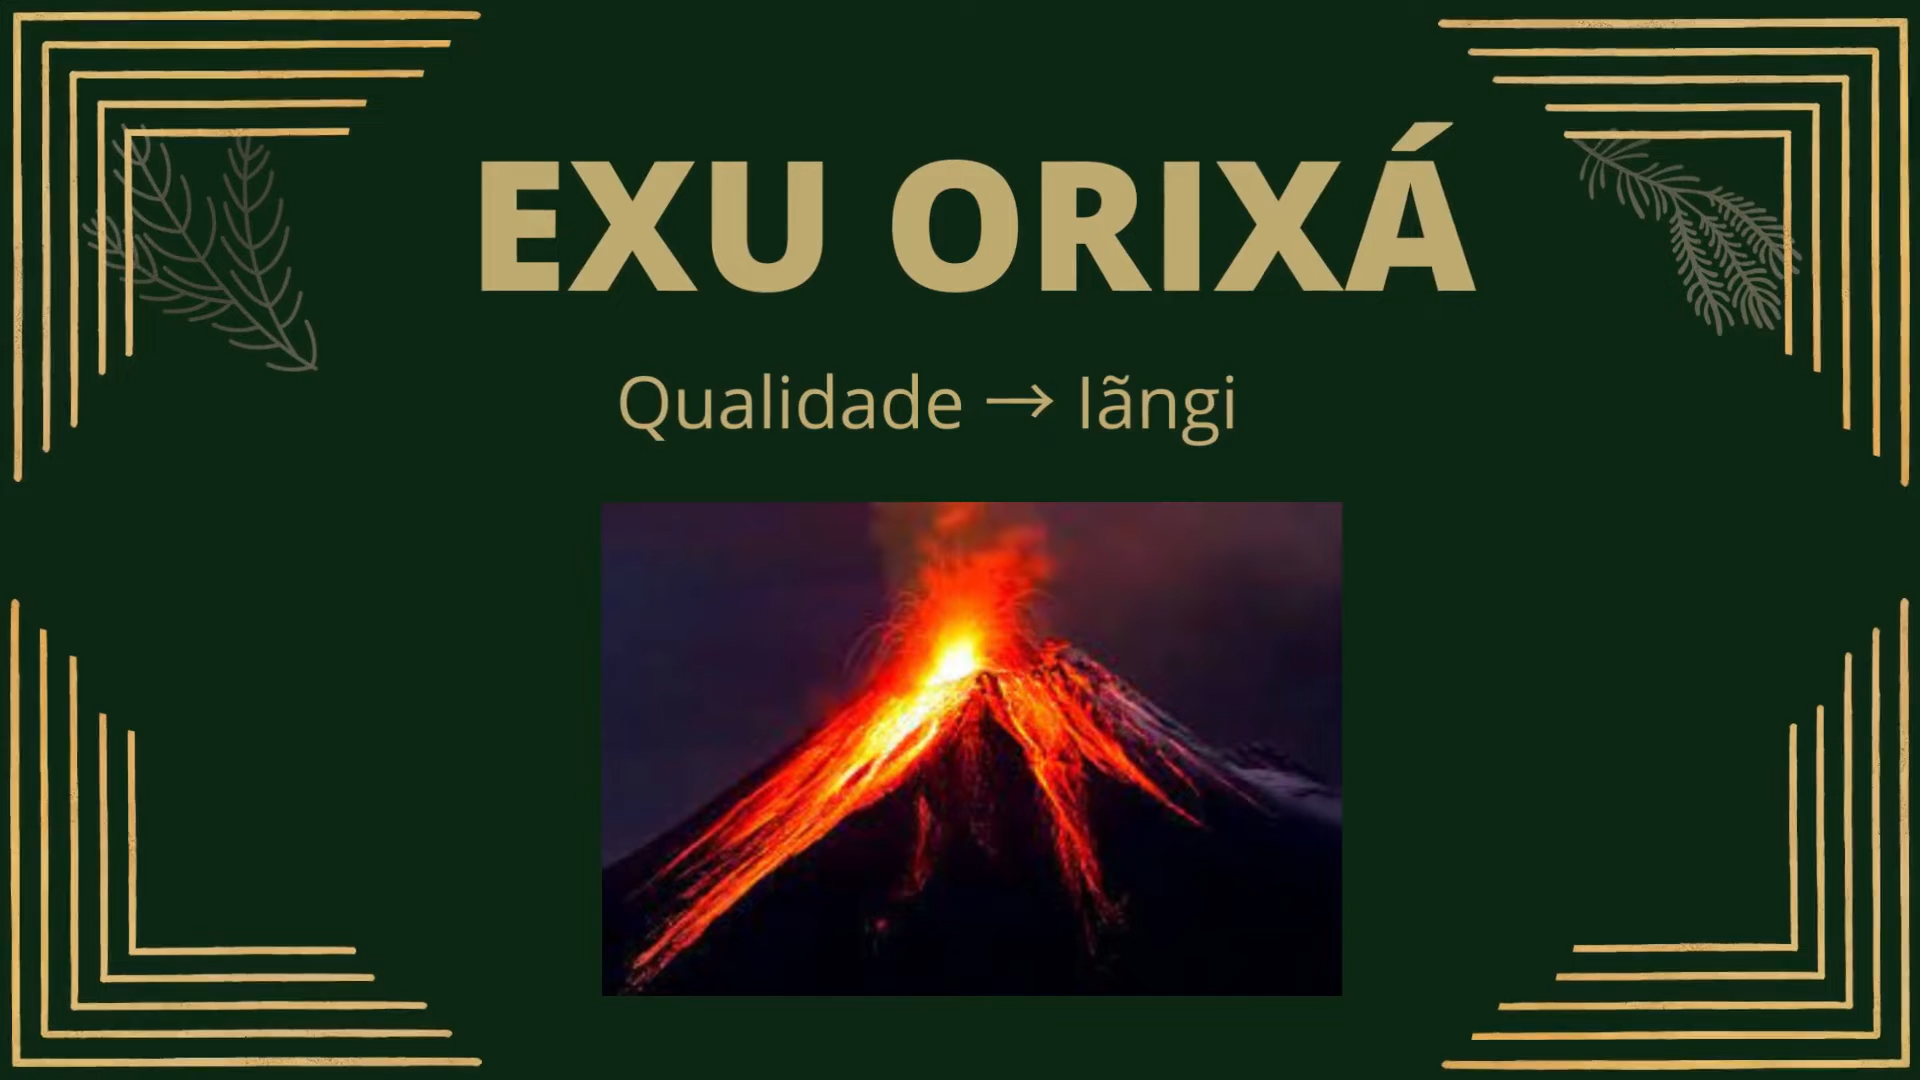 EXU ORIXÁ
Qualidade → Iãngi